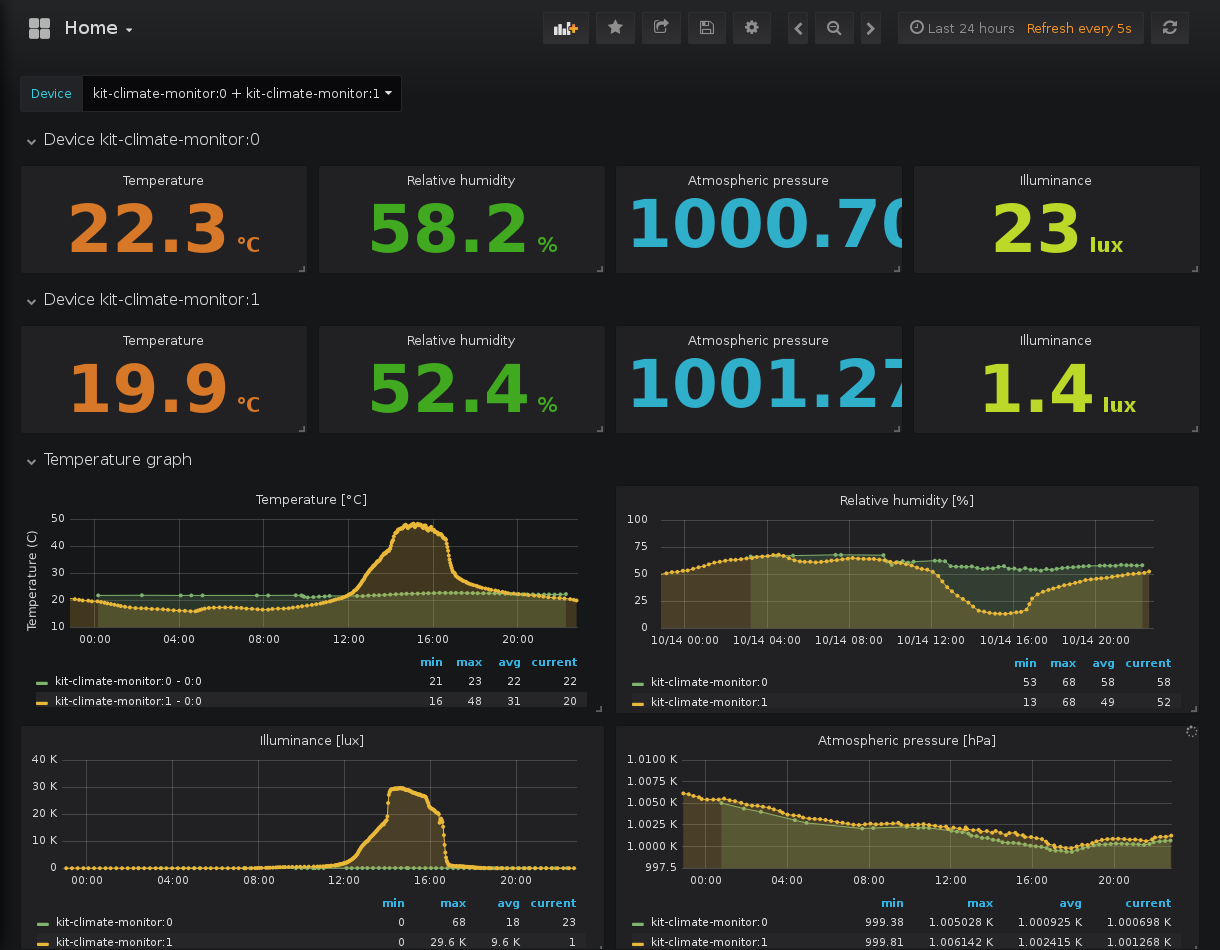 Home
Last 24 hours Refresh every 5s
Device kit-climate-monitor:0 + kit-climate-monitor:1
Device kit-climate-monitor:0
Temperature Relative humidity Atmospheric pressure Illuminance
22.3 °C 58.2 % 1000.70 23 lux
Device kit-climate-monitor:1
Temperature Relative humidity Atmospheric pressure Illuminance
19.9 °C 52.4 % 1001.27 1.4 lux
Temperature graph
Temperature [°C]
Temperature (C)
50
40
30
20
10
00:00 04:00 08:00 12:00 16:00 20:00
min max avg current
kit-climate-monitor:0 - 0:0 21 23 22 22
kit-climate-monitor:1 - 0:0 16 48 31 20
Relative humidity [%]
100
75
50
25
0
10/14 00:00 10/14 04:00 10/14 08:00 10/14 12:00 10/14 16:00 10/14 20:00
min max avg current
kit-climate-monitor:0 53 68 58 58
kit-climate-monitor:1 13 68 49 52
Illuminance [lux]
40 K
30 K
20 K
10 K
0
00:00 04:00 08:00 12:00 16:00 20:00
min max avg current
kit-climate-monitor:0 0 68 18 23
kit-climate-monitor:1 0 29.6 K 9.6 K 1
Atmospheric pressure [hPa]
1.0100 K
1.0075 K
1.0050 K
1.0025 K
1.0000 K
997.5
00:00 04:00 08:00 12:00 16:00 20:00
min max avg current
kit-climate-monitor:0 999.38 1.005028 K 1.000925 K 1.000698 K
kit-climate-monitor:1 999.81 1.006142 K 1.002415 K 1.001268 K